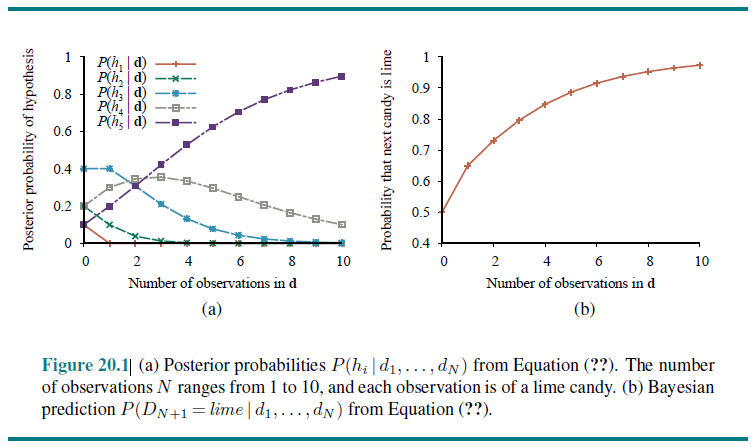 Posterior probability of hypothesis
1
0.8
0.6
0.4
0.2
0
P(h1 | d)
P(h2 | d)
P(h3 | d)
P(h4 | d)
P(h5 | d)
0 2 4 6 8 10
Number of observations in d
(a)
Probability that next candy is lime
1
0.9
0.8
0.7
0.6
0.5
0.4
0 2 4 6 8 10
Number of observations in d
(b)
Figure 20.1 (a) Posterior probabilities P(hi | d1, . . . , dN) from Equation (??). The number
of observations N ranges from 1 to 10, and each observation is of a lime candy. (b) Bayesian
prediction P(DN+1 = lime | d1, . . . , dN) from Equation (??).